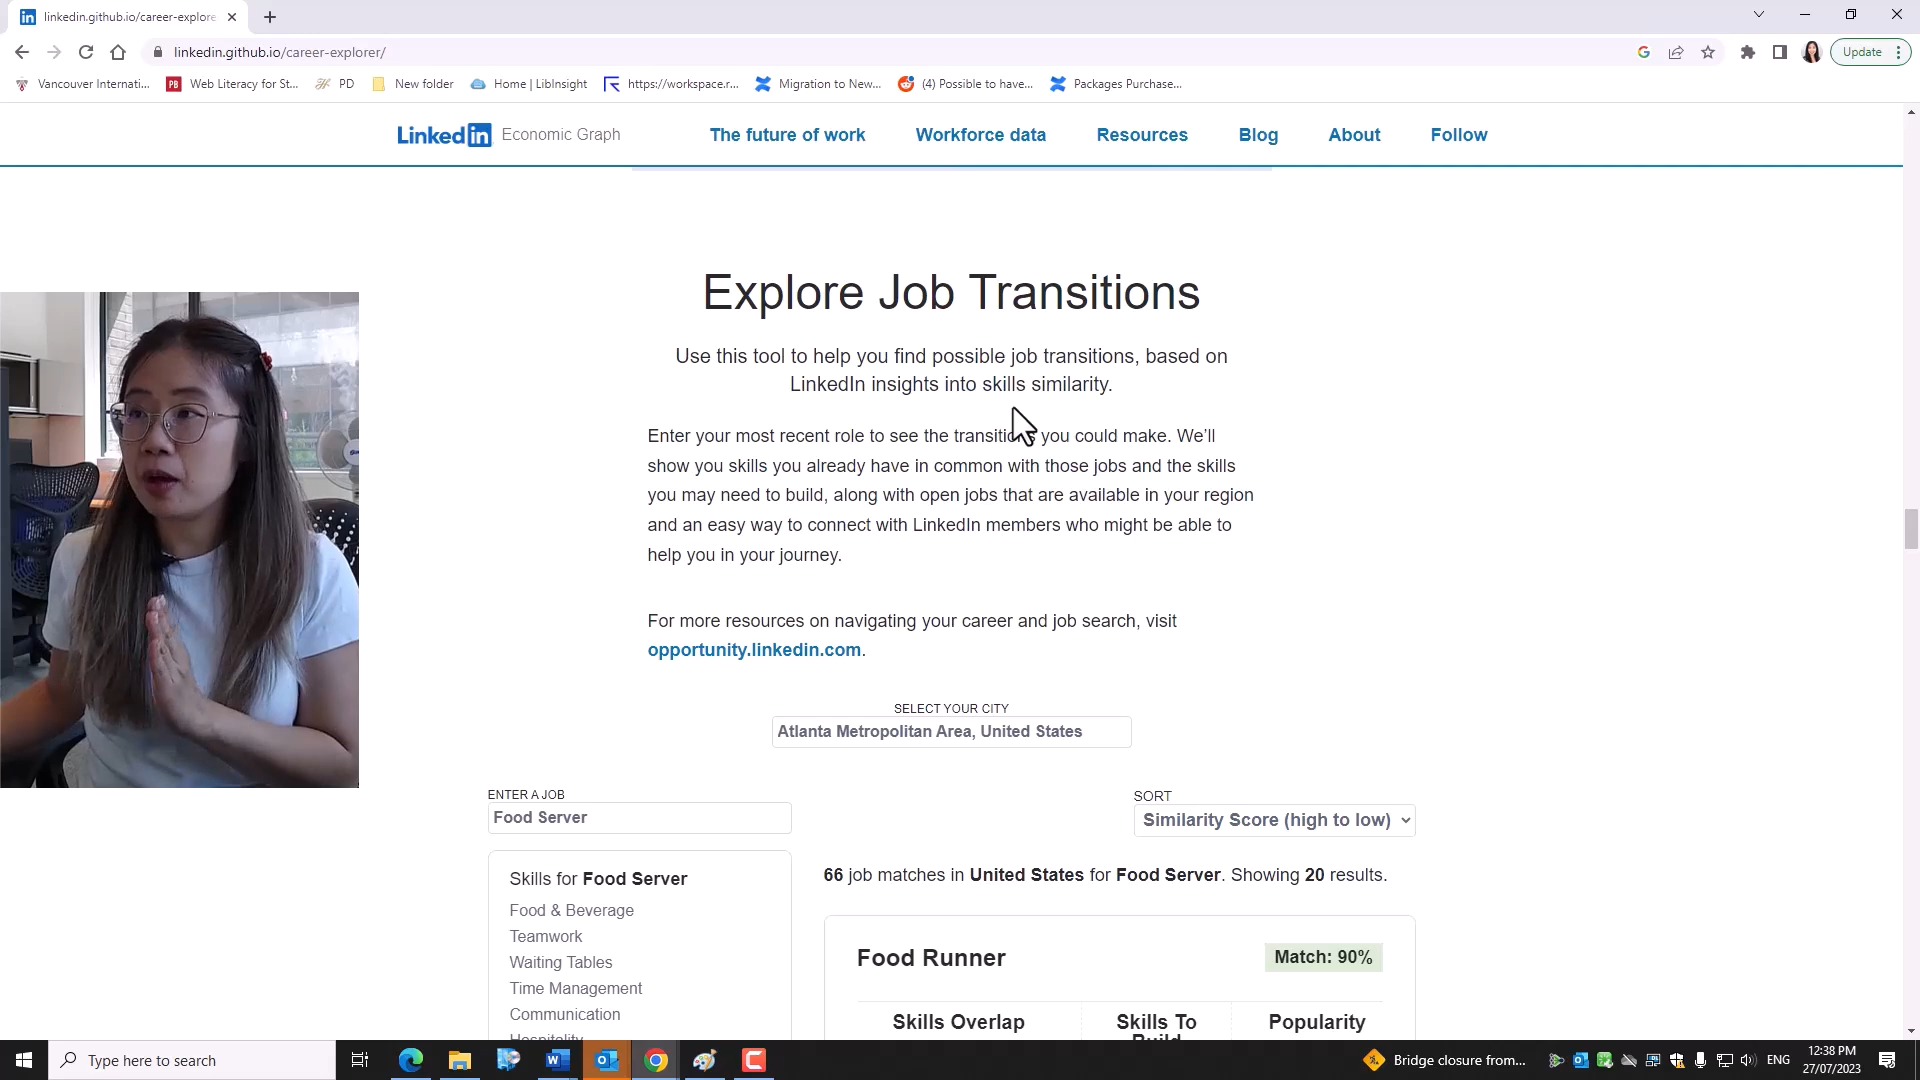 linkedin.github.io/career-explore
linkedin.github.io/career-explorer/
Update
Vancouver Internati...
Web Literacy for St...
PD
New folder
Home | LibInsight
https://workspace.r...
Migration to New...
(4) Possible to have...
Packages Purchase...
LinkedIn Economic Graph
The future of work
Workforce data
Resources
Blog
About
Follow
Explore Job Transitions
Use this tool to help you find possible job transitions, based on
LinkedIn insights into skills similarity.
Enter your most recent role to see the transitions you could make. We'll
show you skills you already have in common with those jobs and the skills
you may need to build, along with open jobs that are available in your region
and an easy way to connect with LinkedIn members who might be able to
help you in your journey.
For more resources on navigating your career and job search, visit
opportunity.linkedin.com.
SELECT YOUR CITY
Atlanta Metropolitan Area, United States
ENTER A JOB
Food Server
SORT
Similarity Score (high to low)
Skills for Food Server
Food & Beverage
Teamwork
Waiting Tables
Time Management
Communication
Hospitality
66 job matches in United States for Food Server. Showing 20 results.
Food Runner
Match: 90%
Skills Overlap
Skills To
Build
Popularity
Type here to search
Bridge closure from...
ENG
12:38 PM
27/07/2023